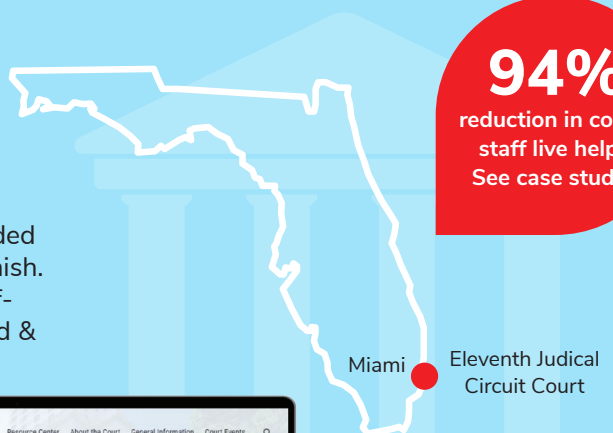 94%
reduction in co
staff live help
See case stud
ded
nish.
f-
d &
Miami
Eleventh Judical
Circuit Court
Resource Center About the Court General Information Court Events